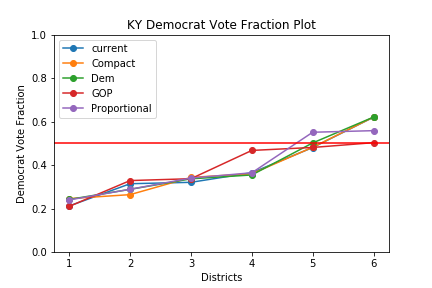 KY Democrat Vote Fraction Plot
1.0
0.8
0.6
0.4
0.2
0.0
Democrat Vote Fraction
current
Compact
Dem
GOP
Proportional
1 2 3 4 5 6
Districts